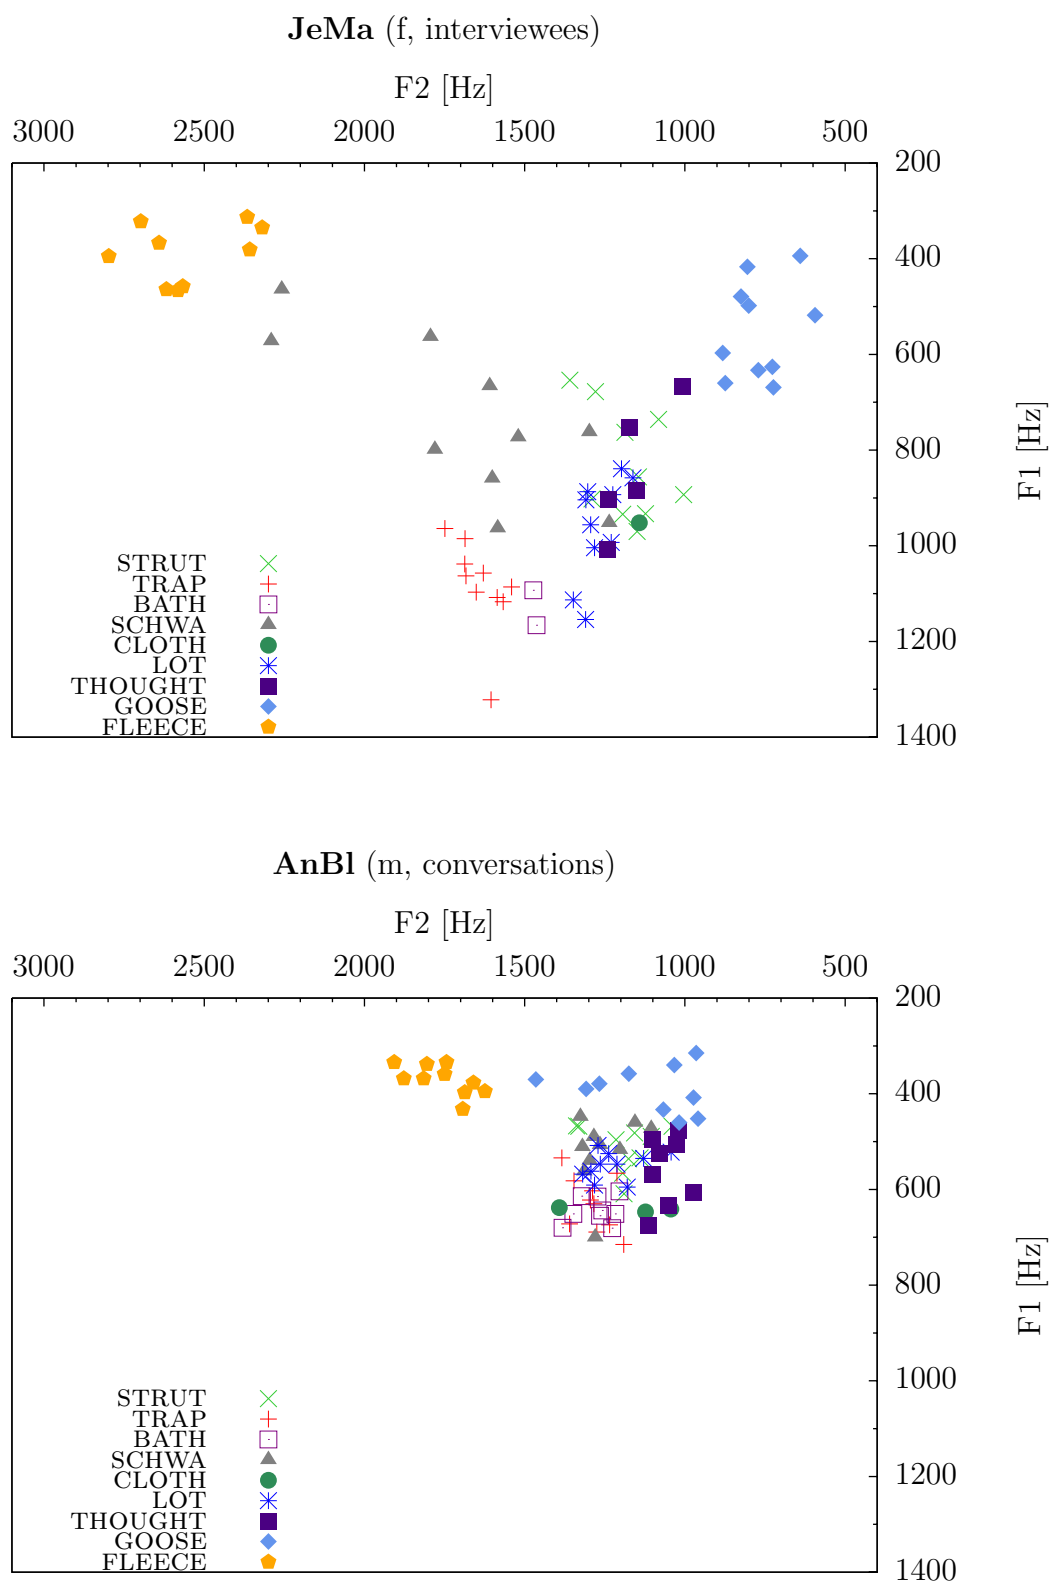 JeMa (f, interviewees)
F2 [Hz]
3000 2500 2000 1500 1000 500
200
400
600
800
1000
1200
1400
F1 [Hz]
STRUT
TRAP
BATH
SCHWA
CLOTH
LOT
THOUGHT
GOOSE
FLEECE
AnBl (m, conversations)
F2 [Hz]
3000 2500 2000 1500 1000 500
200
400
600
800
1000
1200
1400
F1 [Hz]
STRUT
TRAP
BATH
SCHWA
CLOTH
LOT
THOUGHT
GOOSE
FLEECE